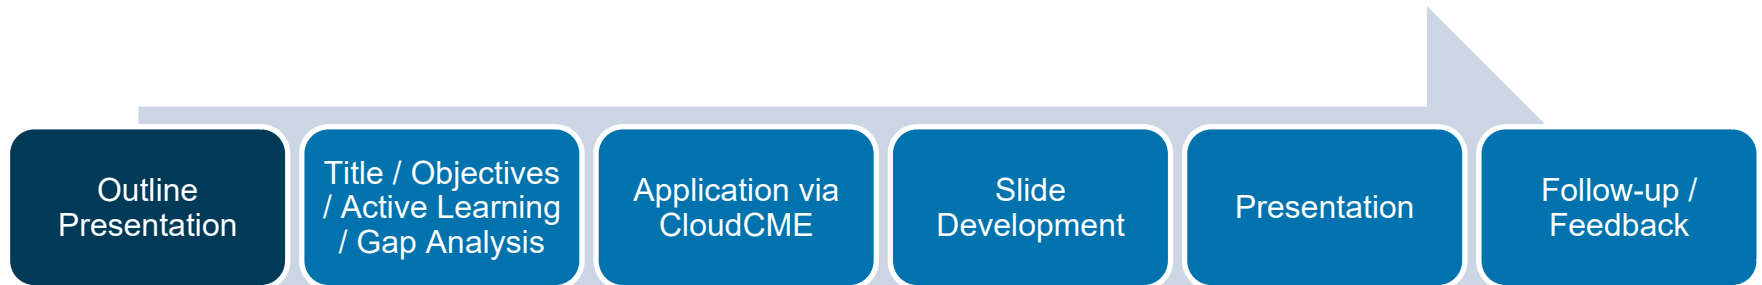 Outline
Presentation
Title / Objectives
/ Active Learning
/ Gap Analysis
Application via
CloudCME
Slide
Development
Presentation
Follow-up /
Feedback